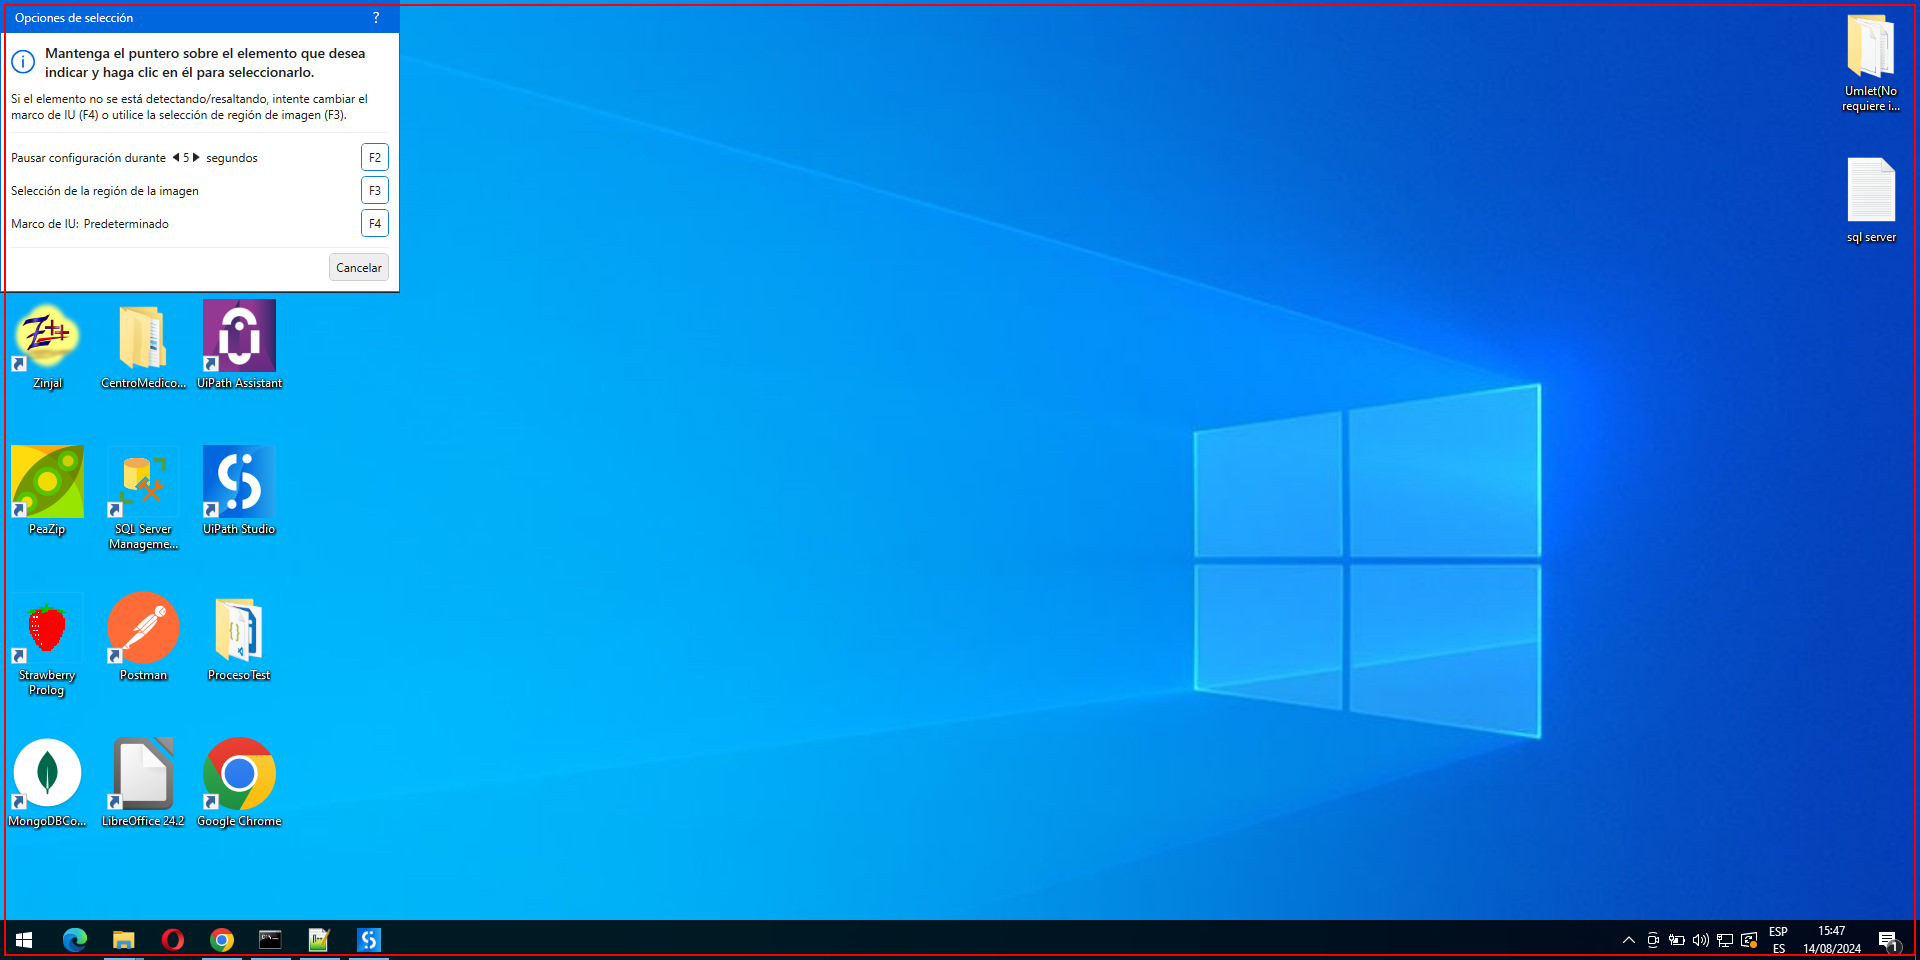 Opciones de selección ?
Mantenga el puntero sobre el elemento que desea
indicar y haga clic en él para seleccionarlo.
Si el elemento no se está detectando/resaltando, intente cambiar el
marco de IU (F4) o utilice la selección de región de imagen (F3).
Pausar configuración durante 5 segundos F2
Selección de la región de la imagen F3
Marco de IU: Predeterminado F4
Cancelar
Umlet(No
requiere i...
sql server
Z++
Zinjal
CentroMedico...
UiPath Assistant
PeaZip
SQL Server
Manageme...
UiPath Studio
Strawberry
Prolog
Postman
ProcesoTest
MongoDBCo...
LibreOffice 24.2
Google Chrome
ESP
ES
15:47
14/08/2024
1